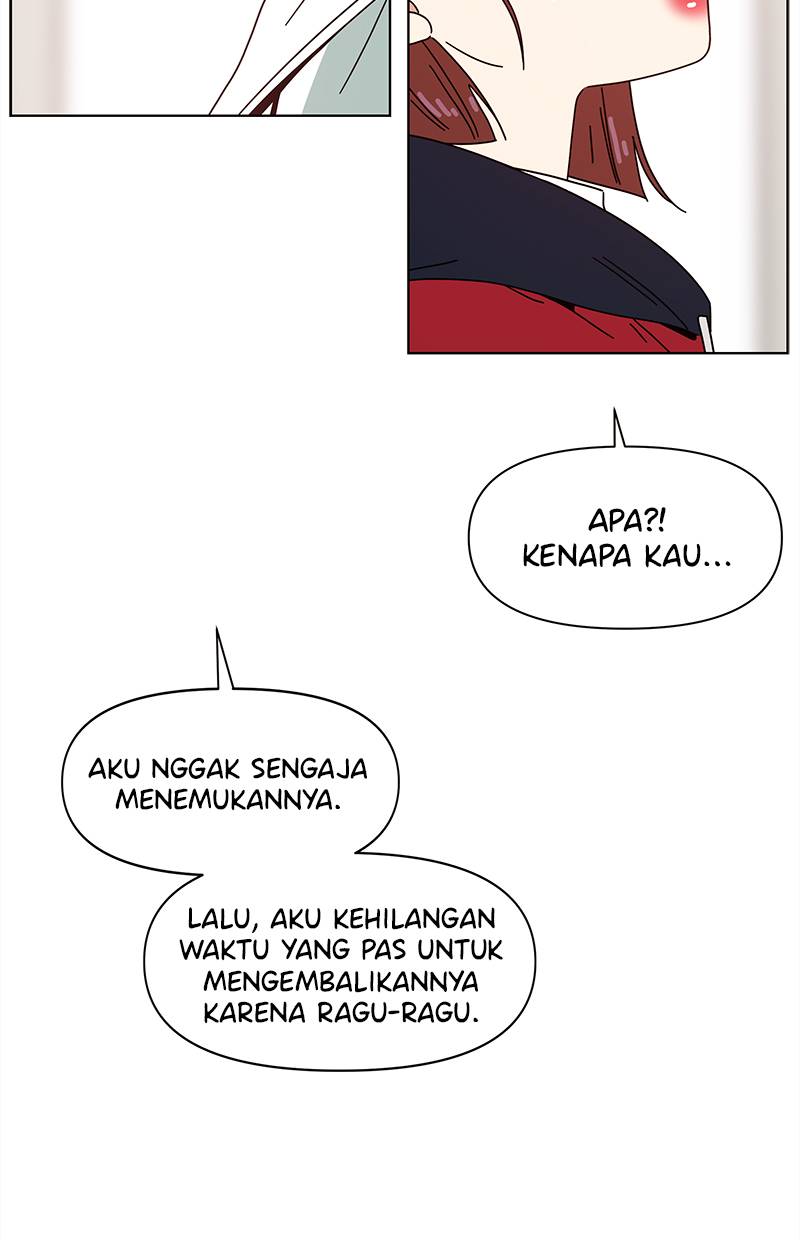 APA?!
KENAPA KAU...
AKU NGGAK SENGAJA
MENEMUKANNYA.
LALU, AKU KEHILANGAN
WAKTU YANG PAS UNTUK
MENGEMBALIKANNYA
KARENA RAGU-RAGU.